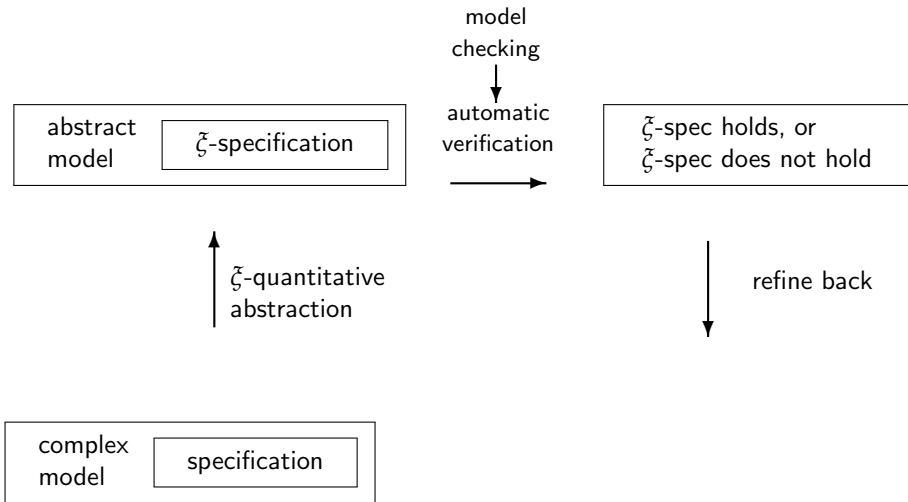 model
checking
abstract
model
ξ-specification
automatic
verification
ξ-spec holds, or
ξ-spec does not hold
ξ-quantitative
abstraction
refine back
complex
model
specification